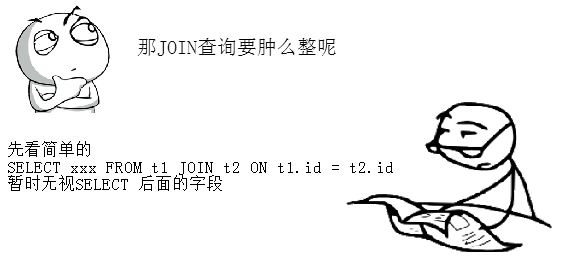 那JOIN查询要肿么整呢
先看简单的
SELECT xxx FROM t1 JOIN t2 ON t1.id = t2.id
暂时无视SELECT 后面的字段